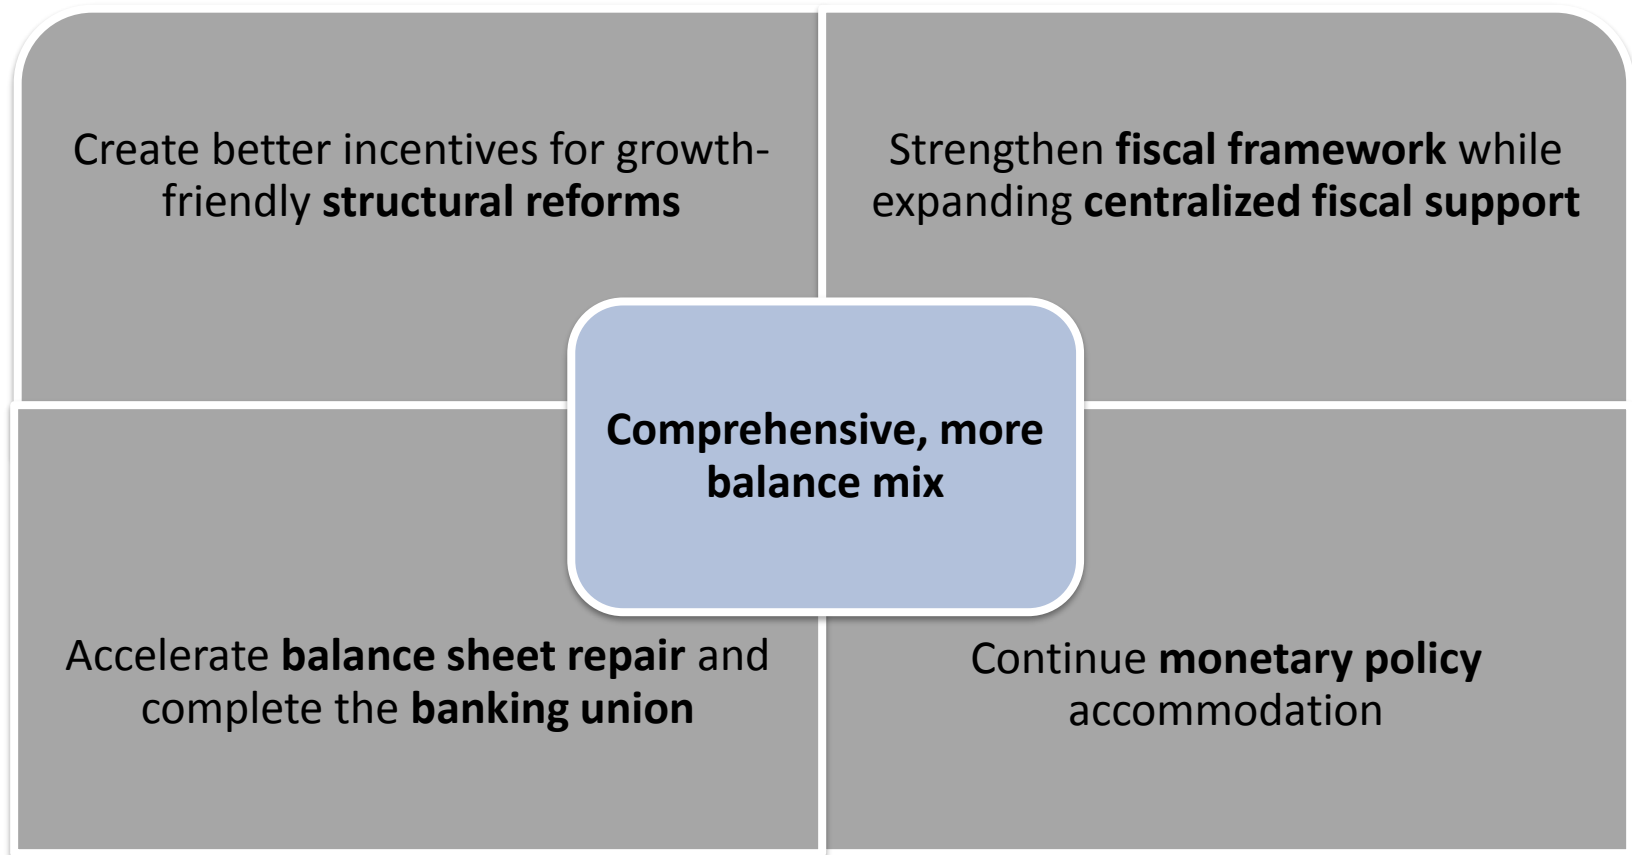 Create better incentives for growth-
friendly structural reforms
Strengthen fiscal framework while
expanding centralized fiscal support
Comprehensive, more
balance mix
Accelerate balance sheet repair and
complete the banking union
Continue monetary policy
accommodation